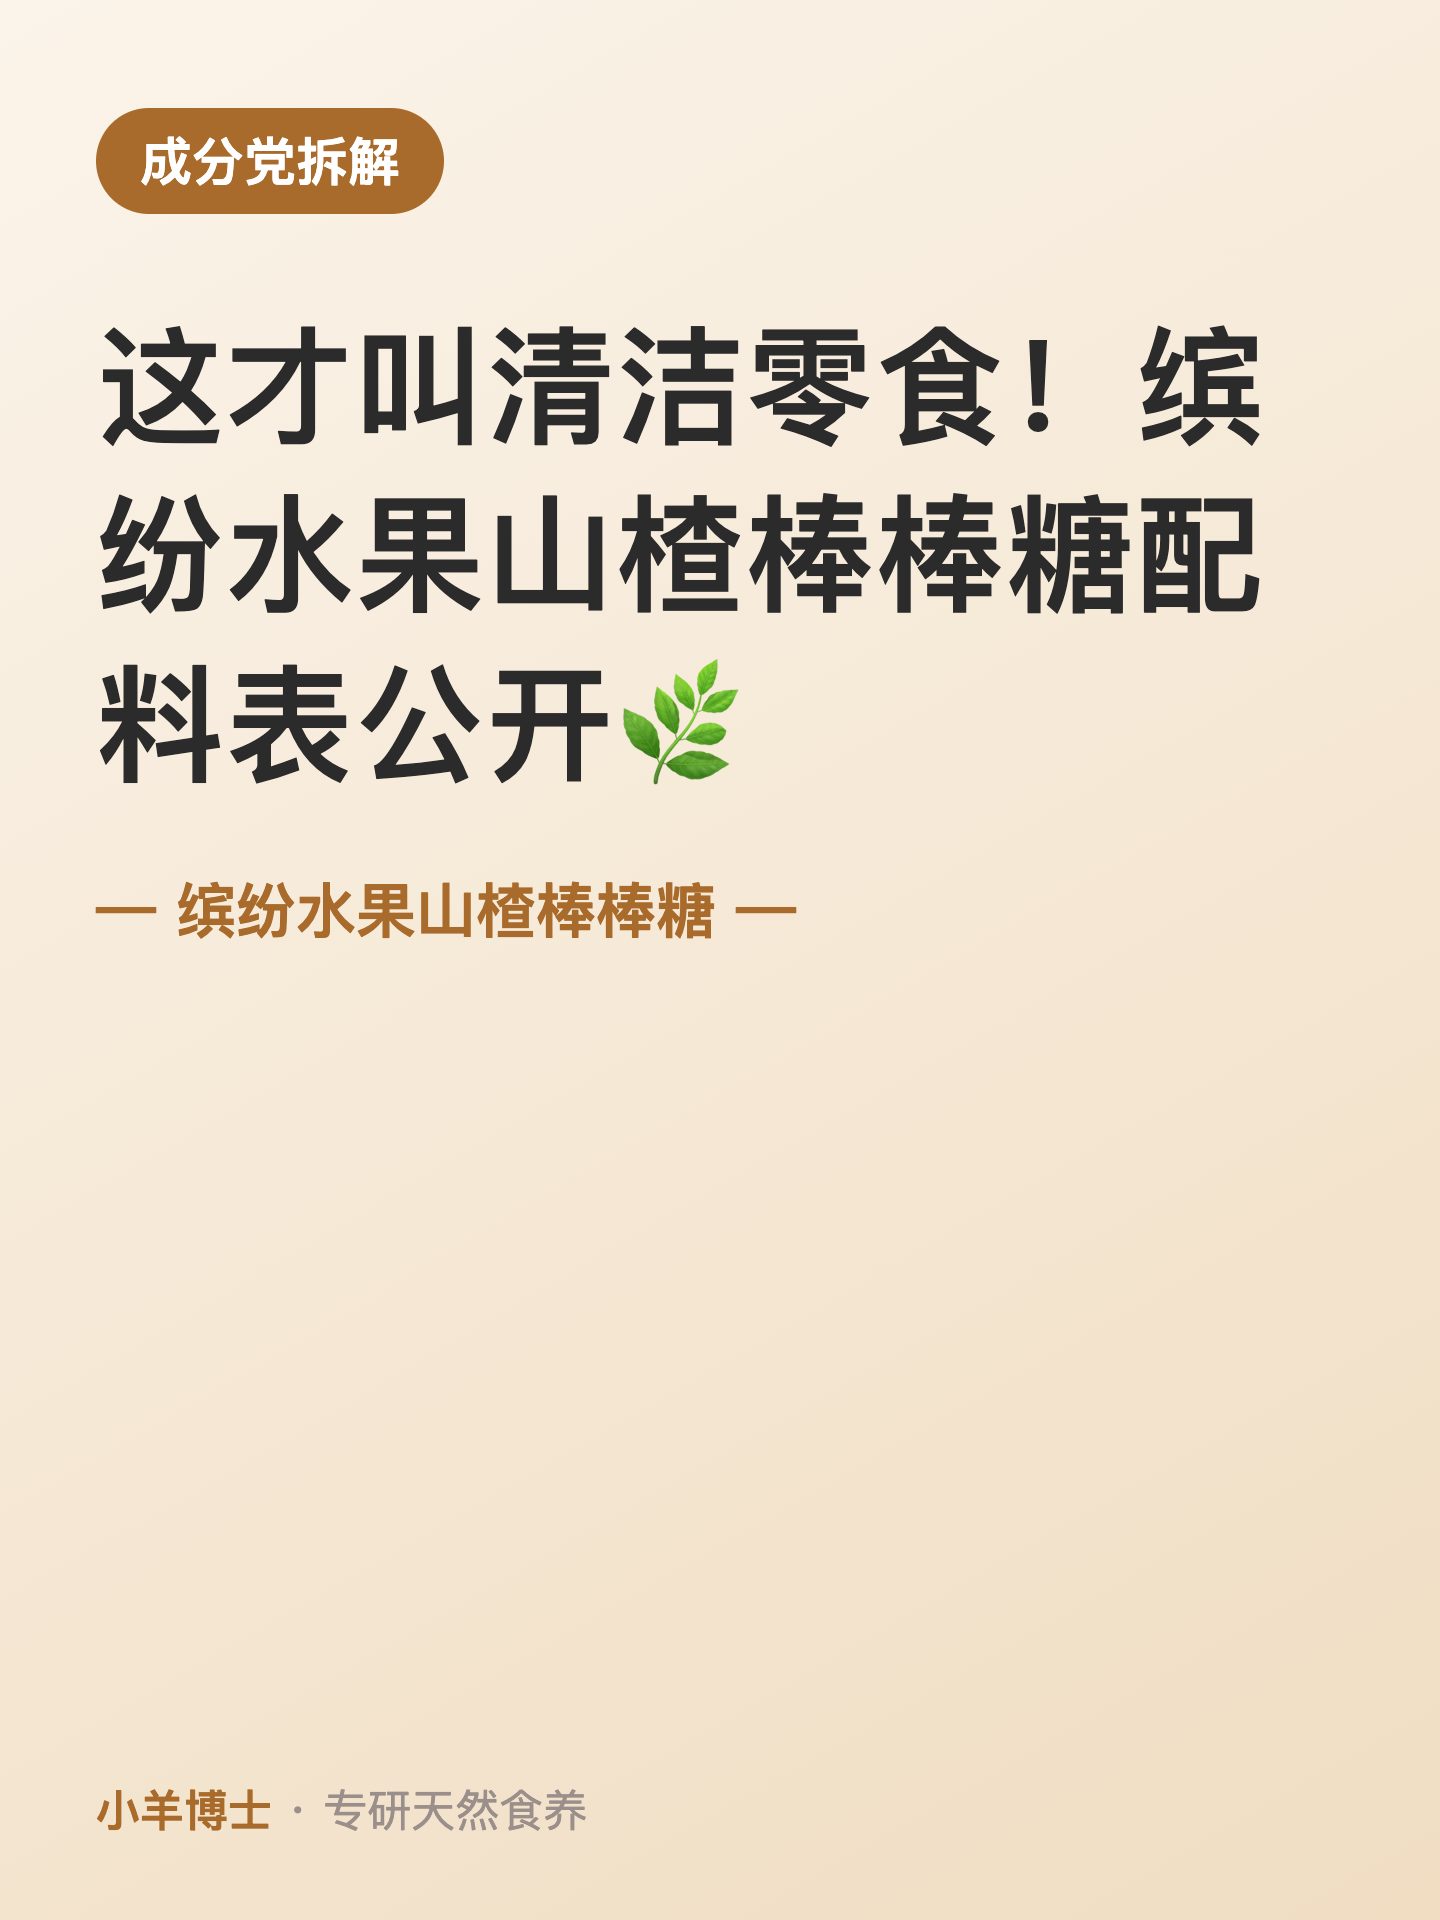 成分党拆解
这才叫清洁零食！缤
纷水果山楂棒棒糖配
料表公开🌿
— 缤纷水果山楂棒棒糖 —
小羊博士 · 专研天然食养